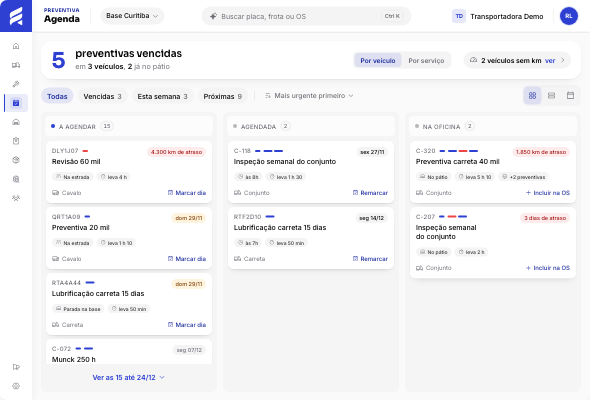 PREVENTIVA
Agenda
Base Curitiba
Buscar placa, frota ou OS
Ctrl K
TD
Transportadora Demo
RL
5
preventivas vencidas
em 3 veículos, 2 já no pátio
Por veículo
Por serviço
2 veículos sem km
ver
Todas
Vencidas 3
Esta semana 3
Próximas 9
Mais urgente primeiro
A AGENDAR 15
DLY1J07
4.300 km de atraso
Revisão 60 mil
Na estrada
leva 4 h
Cavalo
Marcar dia
QRT1A09
dom 29/11
Preventiva 20 mil
Na estrada
leva 1 h 10
Cavalo
Marcar dia
RTA4A44
dom 29/11
Lubrificação carreta 15 dias
Parada na base
leva 50 min
Carreta
Marcar dia
C-072
seg 07/12
Munck 250 h
Ver as 15 até 24/12
AGENDADA 2
C-118
sex 27/11
Inspeção semanal do conjunto
às 8h
leva 1 h 30
Conjunto
Remarcar
RTF2D10
seg 14/12
Lubrificação carreta 15 dias
às 7h
leva 50 min
Carreta
Remarcar
NA OFICINA 2
C-320
1.850 km de atraso
Preventiva carreta 40 mil
No pátio
leva 5 h 10
+2 preventivas
Conjunto
Incluir na OS
C-207
3 dias de atraso
Inspeção semanal
do conjunto
No pátio
leva 2 h
Conjunto
Incluir na OS